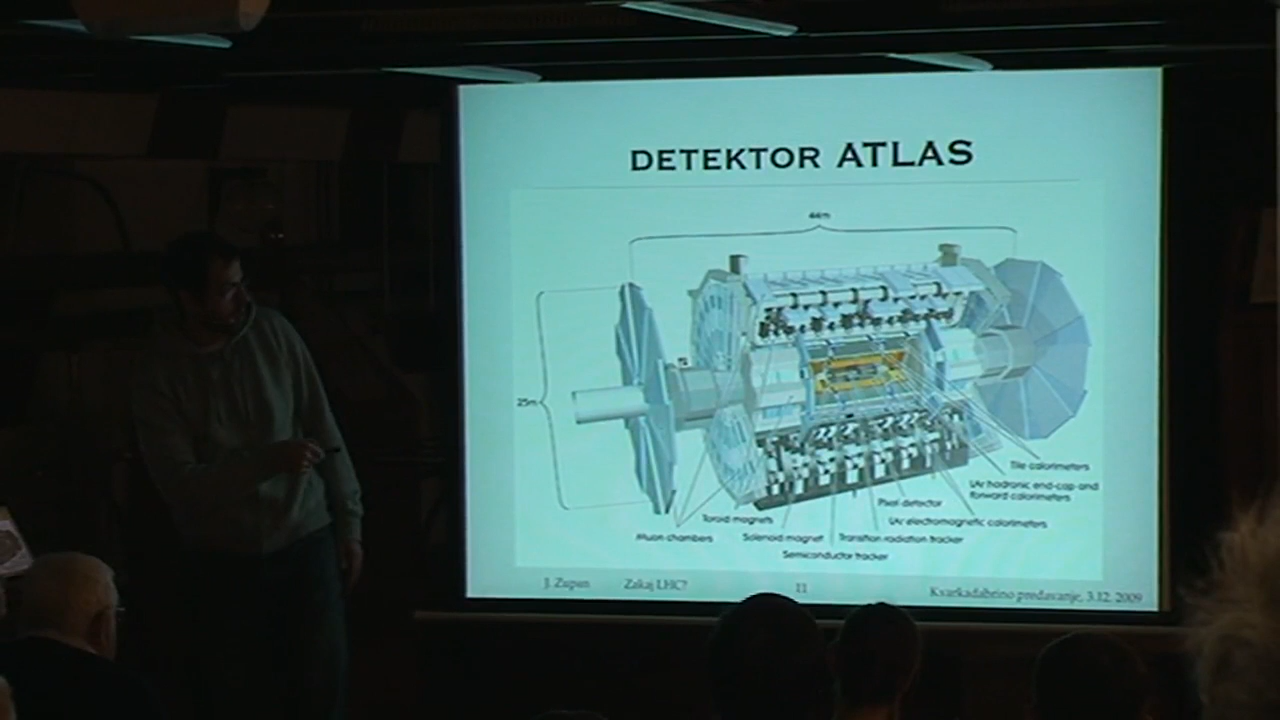 DETEKTOR ATLAS
44m
25m
Tile calorimeters
LAr hadronic end-cap and
forward calorimeters
Pixel detector
LAr electromagnetic calorimeters
Toroid magnets
Muon chambers
Solenoid magnet
Transition radiation tracker
Semiconductor tracker
J. Zupan
Zakaj LHC?
11
Kvarkadabrino predavanje, 3.12. 2009